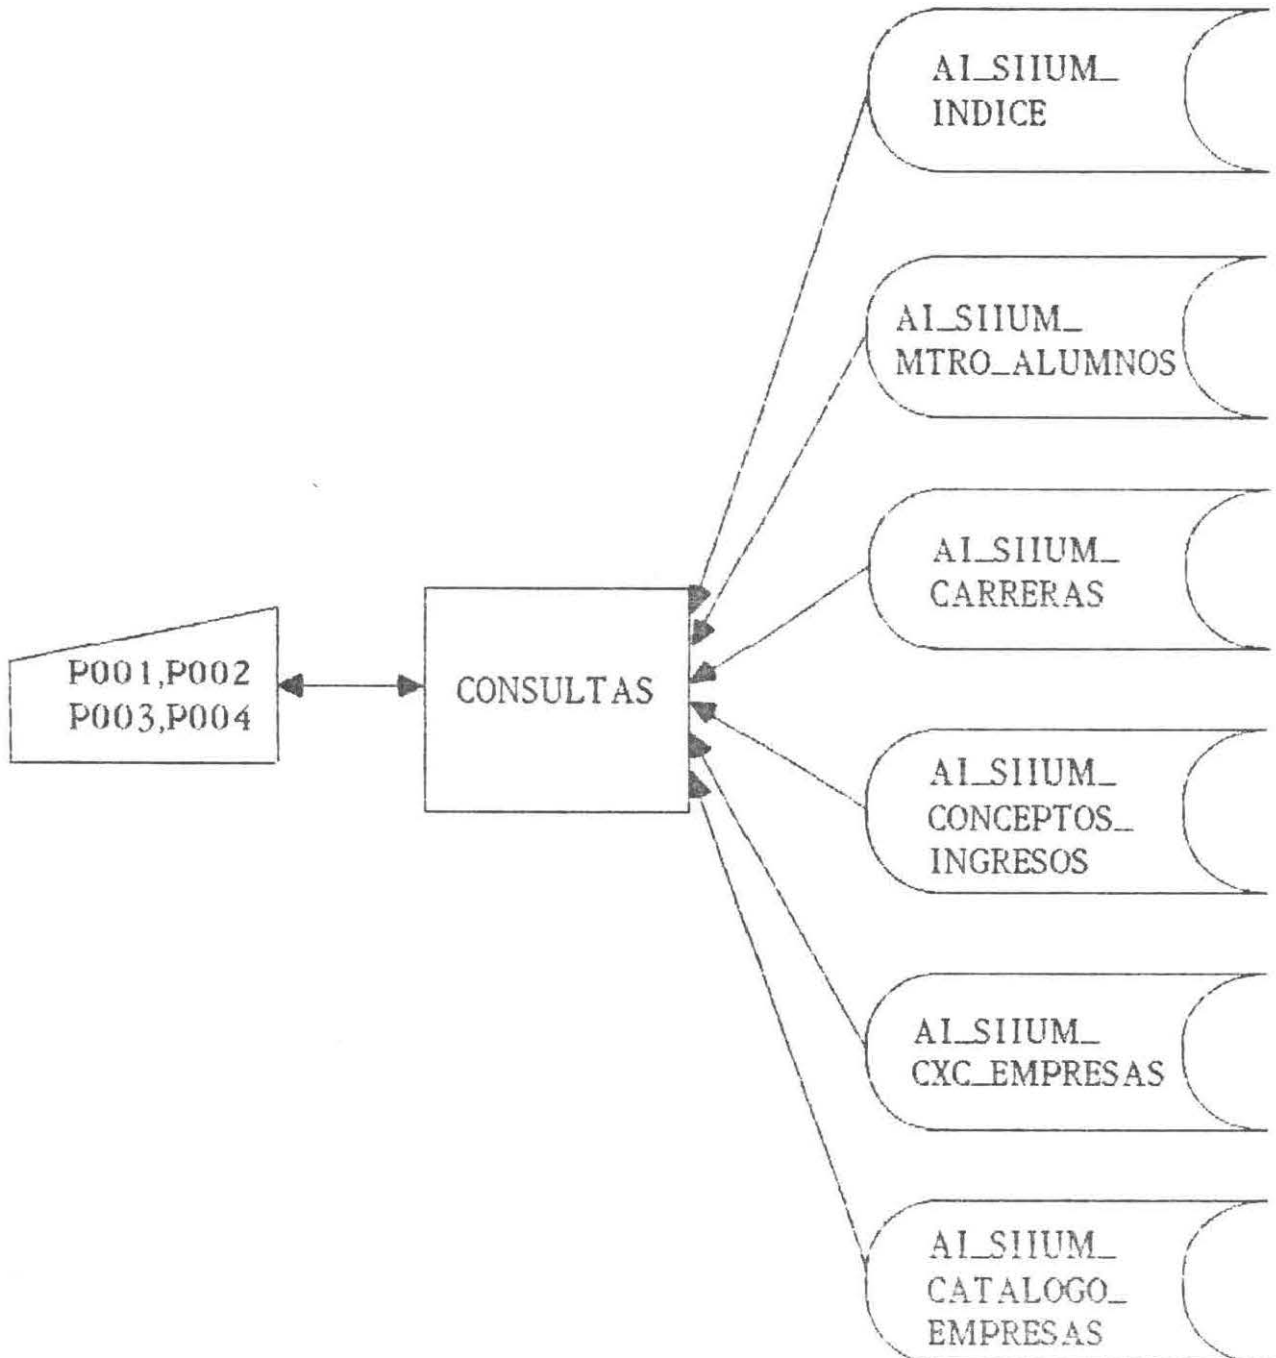 AI_SIIUM_
INDICE
AI_SIIUM_
MTRO_ALUMNOS
AI_SIIUM_
CARRERAS
P001,P002
P003,P004
CONSULTAS
AI_SIIUM_
CONCEPTOS_
INGRESOS
AI_SIIUM_
CXC_EMPRESAS
AI_SIIUM_
CATALOGO_
EMPRESAS